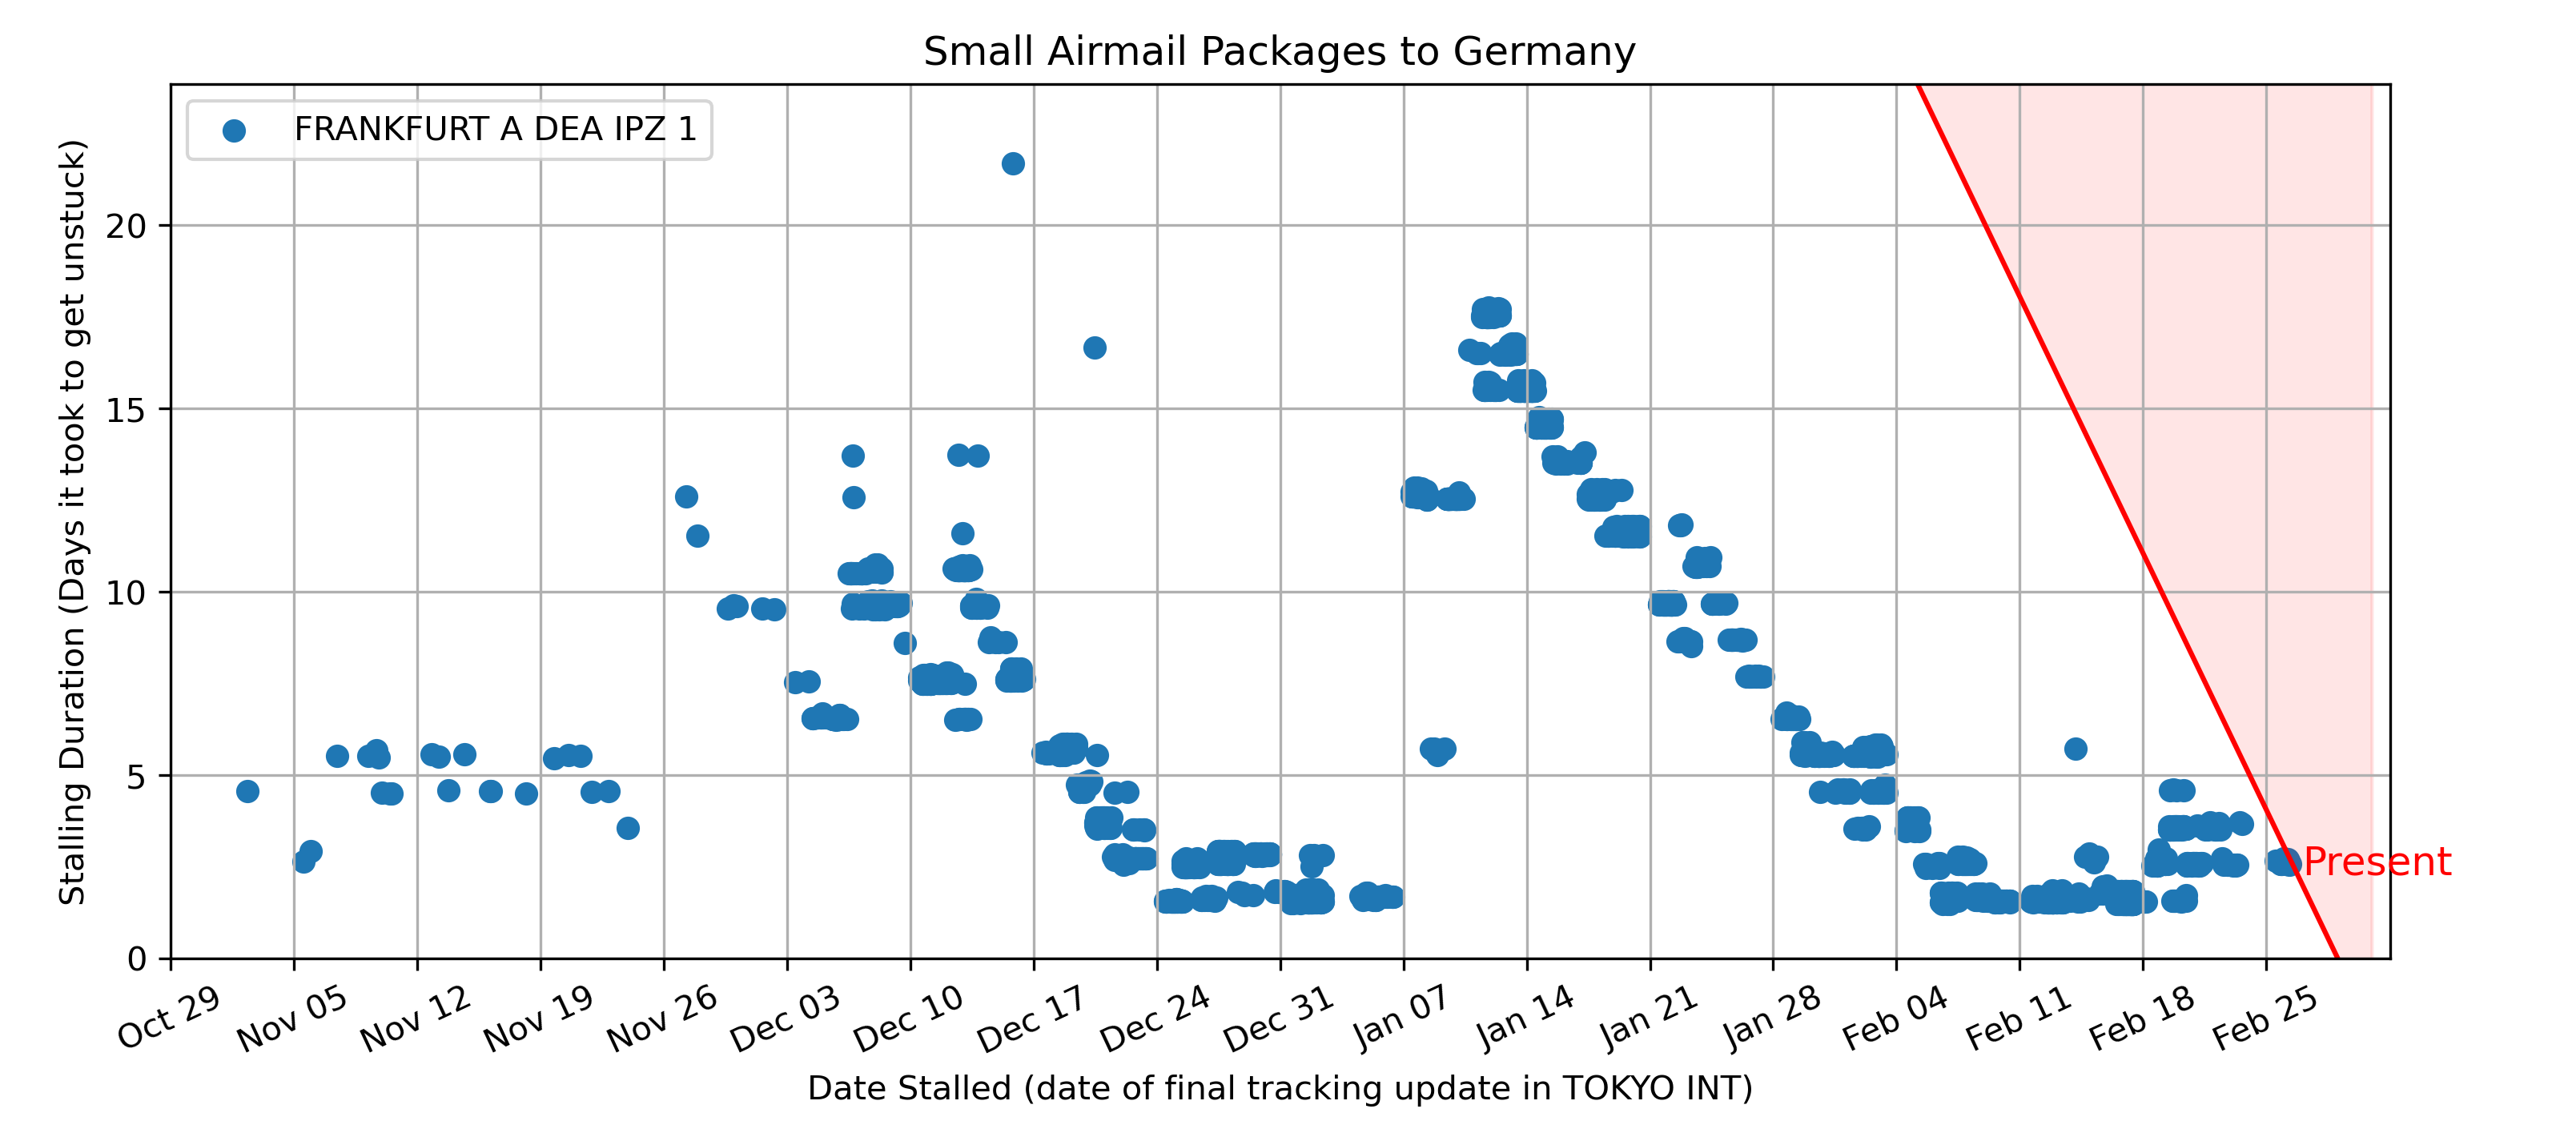 Small Airmail Packages to Germany
FRANKFURT A DEA IPZ 1
Stalling Duration (Days it took to get unstuck)
20
15
10
5
0
Present
Oct 29
Nov 05
Nov 12
Nov 19
Nov 26
Dec 03
Dec 10
Dec 17
Dec 24
Dec 31
Jan 07
Jan 14
Jan 21
Jan 28
Feb 04
Feb 11
Feb 18
Feb 25
Date Stalled (date of final tracking update in TOKYO INT)